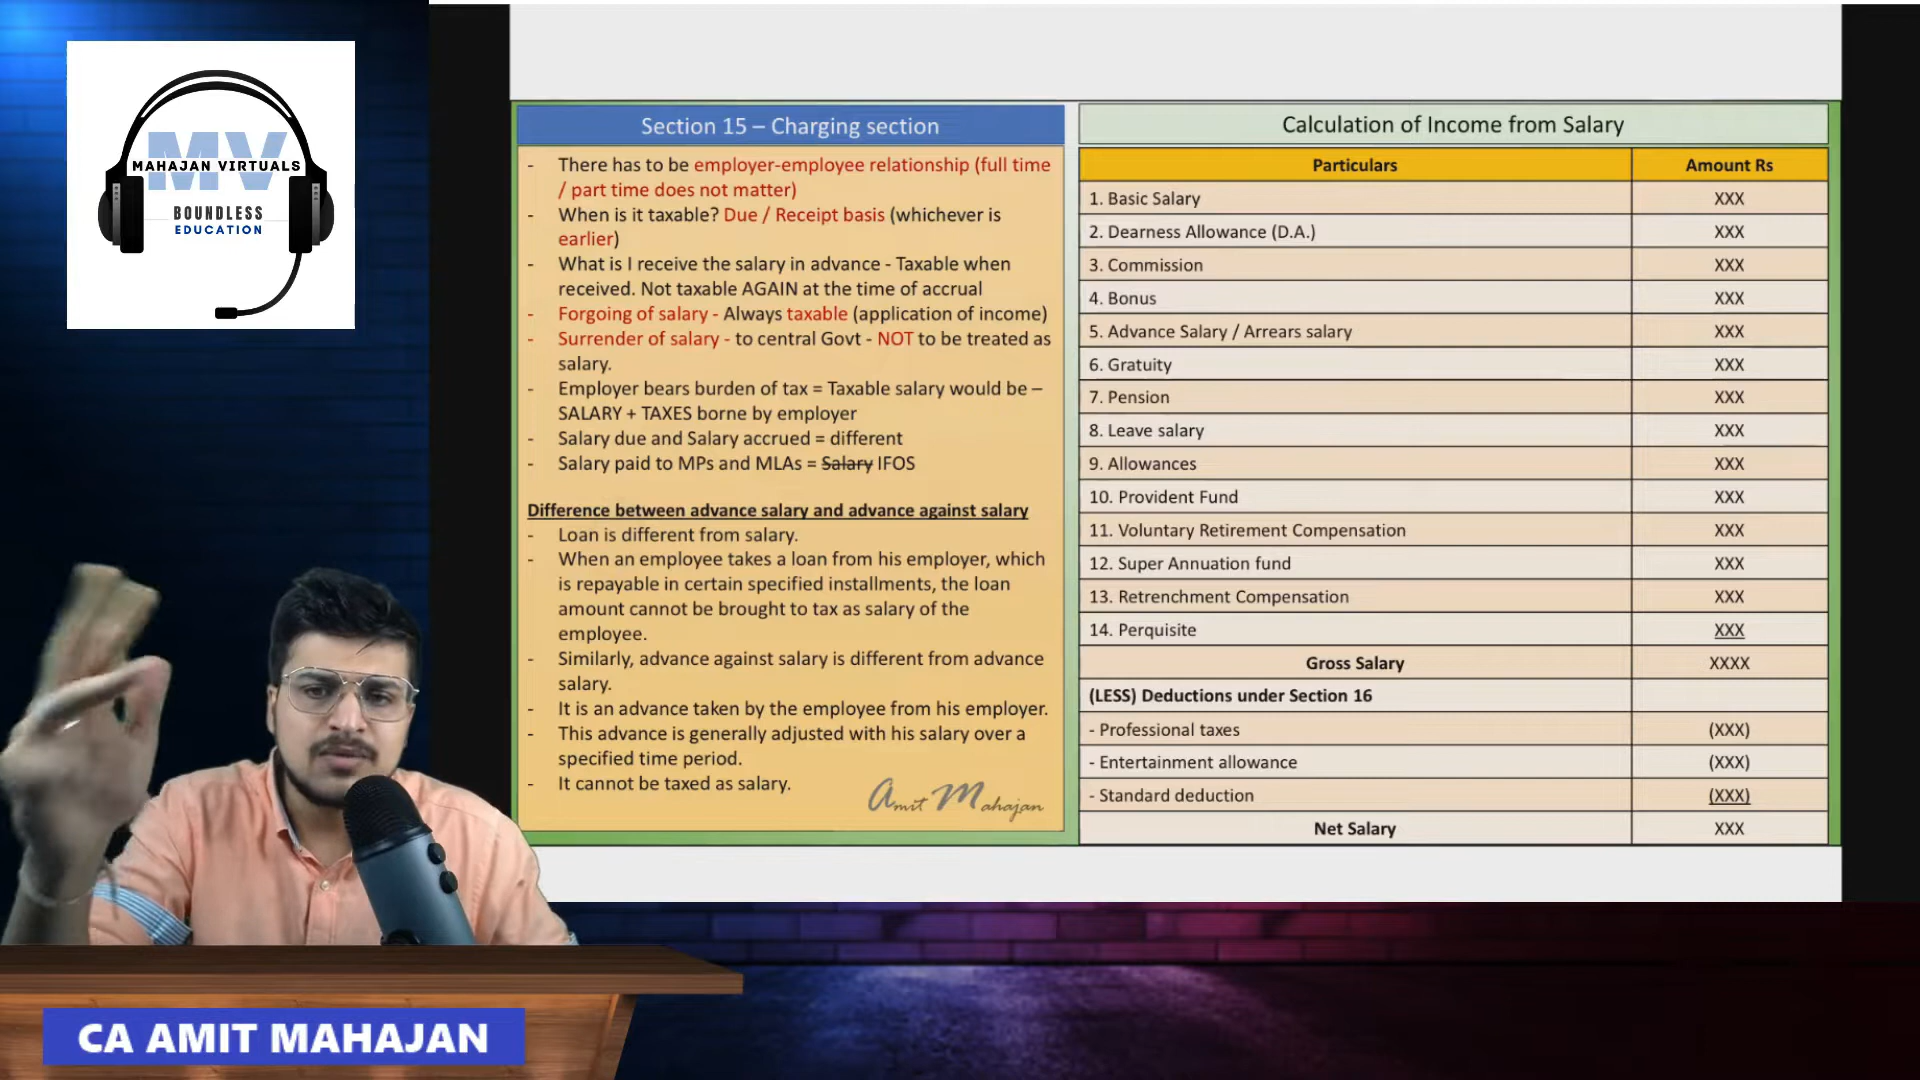 MV
MAHAJAN VIRTUALS
BOUNDLESS
EDUCATION
Section 15 – Charging section
- There has to be employer-employee relationship (full time
/ part time does not matter)
- When is it taxable? Due / Receipt basis (whichever is
earlier)
- What is I receive the salary in advance - Taxable when
received. Not taxable AGAIN at the time of accrual
- Forgoing of salary - Always taxable (application of income)
- Surrender of salary - to central Govt - NOT to be treated as
salary.
- Employer bears burden of tax = Taxable salary would be –
SALARY + TAXES borne by employer
- Salary due and Salary accrued = different
- Salary paid to MPs and MLAs = Salary IFOS
Difference between advance salary and advance against salary
- Loan is different from salary.
- When an employee takes a loan from his employer, which
is repayable in certain specified installments, the loan
amount cannot be brought to tax as salary of the
employee.
- Similarly, advance against salary is different from advance
salary.
- It is an advance taken by the employee from his employer.
- This advance is generally adjusted with his salary over a
specified time period.
- It cannot be taxed as salary.
Amit Mahajan
Calculation of Income from Salary
Particulars Amount Rs
1. Basic Salary XXX
2. Dearness Allowance (D.A.) XXX
3. Commission XXX
4. Bonus XXX
5. Advance Salary / Arrears salary XXX
6. Gratuity XXX
7. Pension XXX
8. Leave salary XXX
9. Allowances XXX
10. Provident Fund XXX
11. Voluntary Retirement Compensation XXX
12. Super Annuation fund XXX
13. Retrenchment Compensation XXX
14. Perquisite XXX
Gross Salary XXXX
(LESS) Deductions under Section 16
- Professional taxes (XXX)
- Entertainment allowance (XXX)
- Standard deduction (XXX)
Net Salary XXX
CA AMIT MAHAJAN